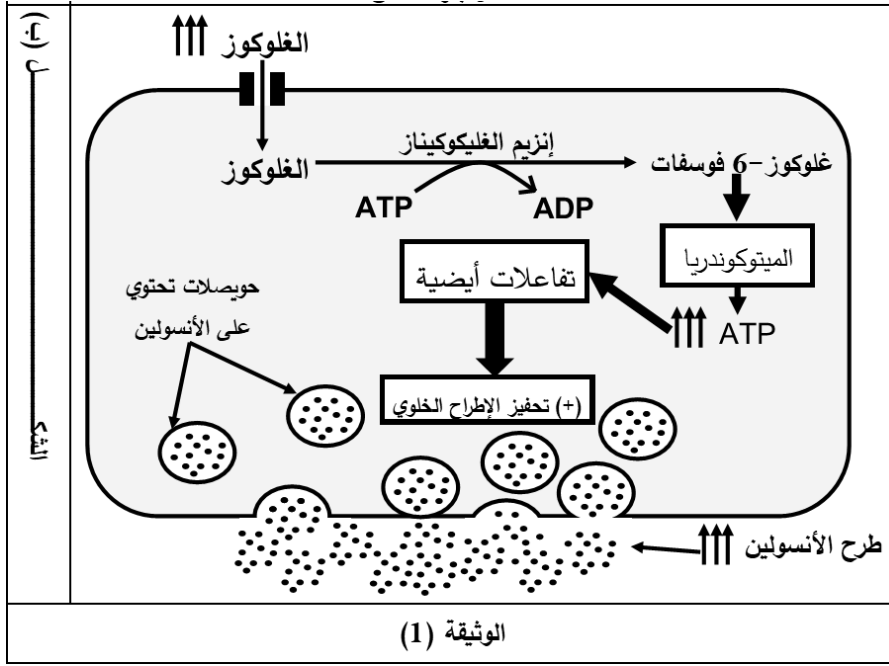 الشكل (ب)
الغلوكوز
الغلوكوز
إنزيم الغليكوكيناز
غلوكوز-6 فوسفات
ATP
ADP
الميتوكوندريا
تفاعلات أيضية
ATP
حويصلات تحتوي
على الأنسولين
(+) تحفيز الإطراح الخلوي
طرح الأنسولين
الوثيقة (1)